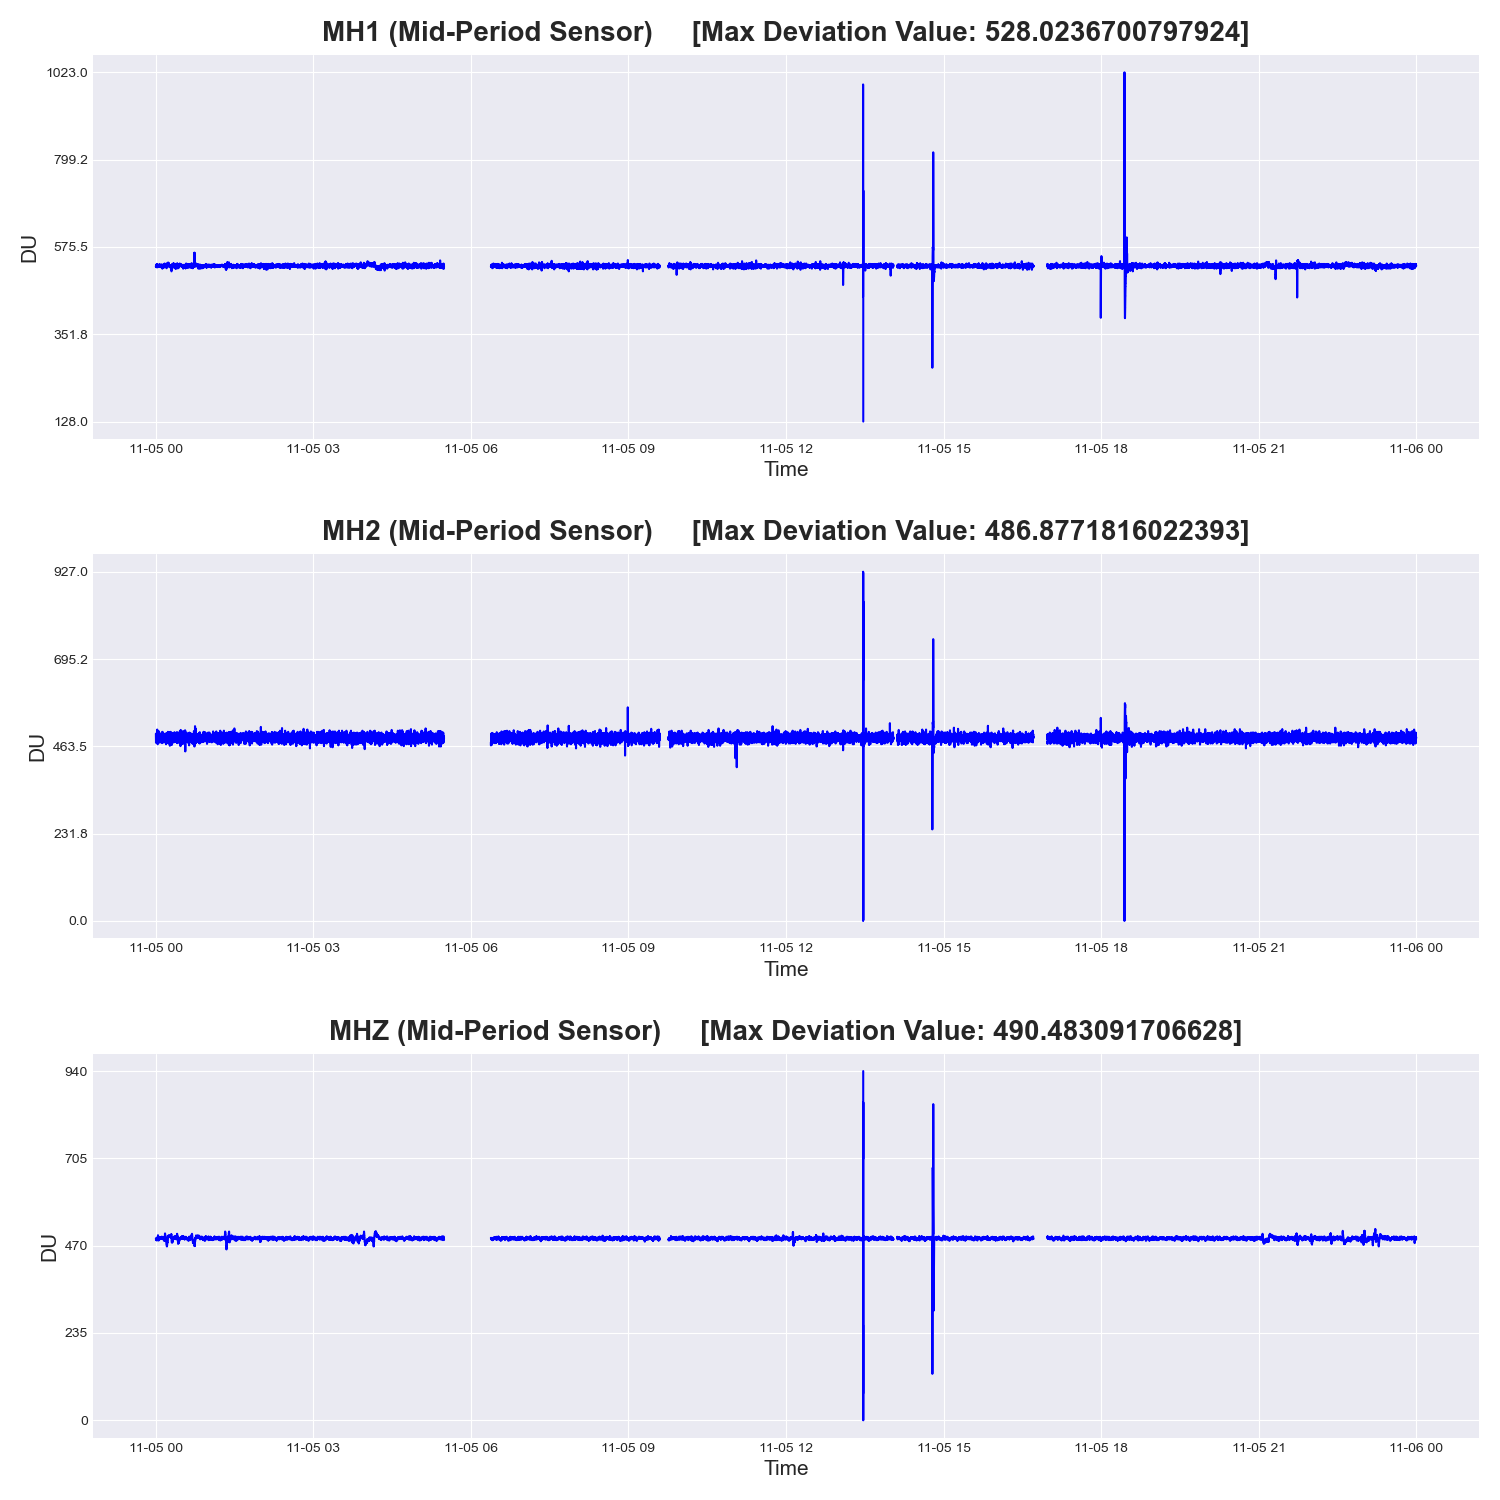 MH1 (Mid-Period Sensor) [Max Deviation Value: 528.0236700797924]
1023.0
799.2
575.5
351.8
128.0
DU
11-05 00 11-05 03 11-05 06 11-05 09 11-05 12 11-05 15 11-05 18 11-05 21 11-06 00
Time
MH2 (Mid-Period Sensor) [Max Deviation Value: 486.8771816022393]
927.0
695.2
463.5
231.8
0.0
DU
11-05 00 11-05 03 11-05 06 11-05 09 11-05 12 11-05 15 11-05 18 11-05 21 11-06 00
Time
MHZ (Mid-Period Sensor) [Max Deviation Value: 490.483091706628]
940
705
470
235
0
DU
11-05 00 11-05 03 11-05 06 11-05 09 11-05 12 11-05 15 11-05 18 11-05 21 11-06 00
Time